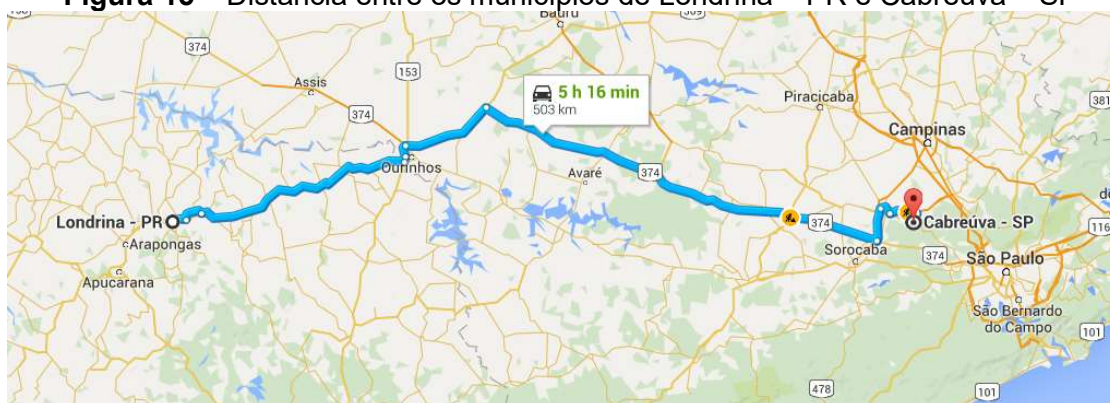 Figura 16 – Distância entre os municípios de Londrina – PR e Cabreúva – SP
Bauru
374
153
Assis
374
5 h 16 min
503 km
Piracicaba
381
Campinas
Ourinhos
Avaré
374
Londrina - PR
Arapongas
Apucarana
374
Sorocaba
Cabreúva - SP
374
116
São Paulo
São Bernardo
do Campo
101
478
101